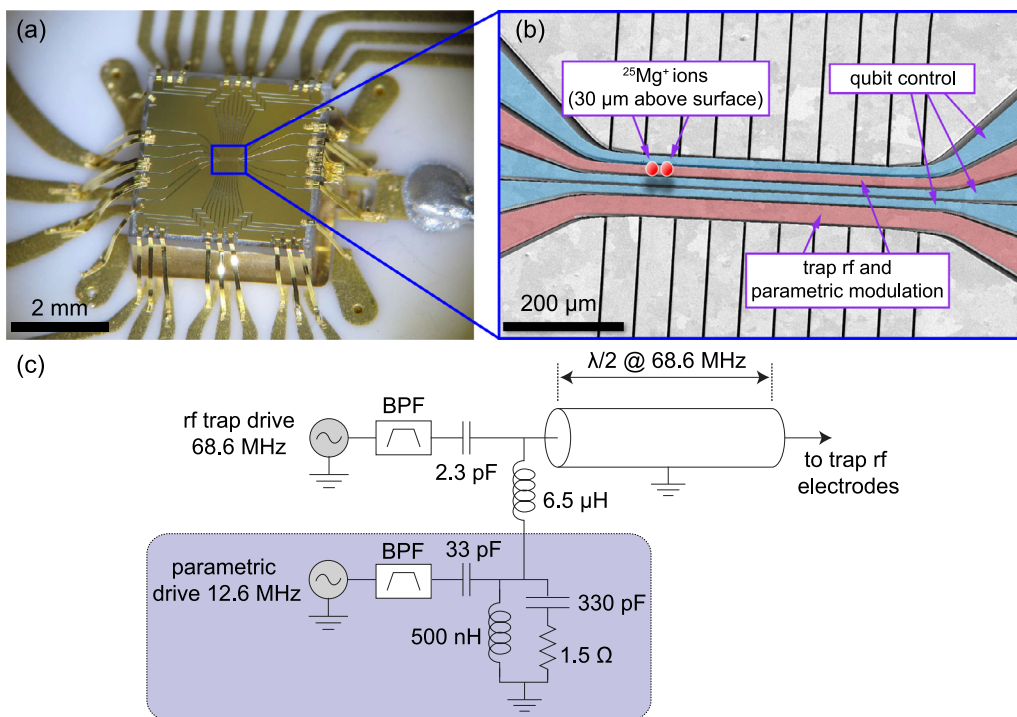 (a)
2 mm
(b)
²⁵Mg⁺ ions
(30 µm above surface)
qubit control
trap rf and
parametric modulation
200 µm
(c)
λ/2 @ 68.6 MHz
rf trap drive
68.6 MHz
BPF
2.3 pF
6.5 µH
to trap rf
electrodes
parametric
drive 12.6 MHz
BPF
33 pF
500 nH
330 pF
1.5 Ω